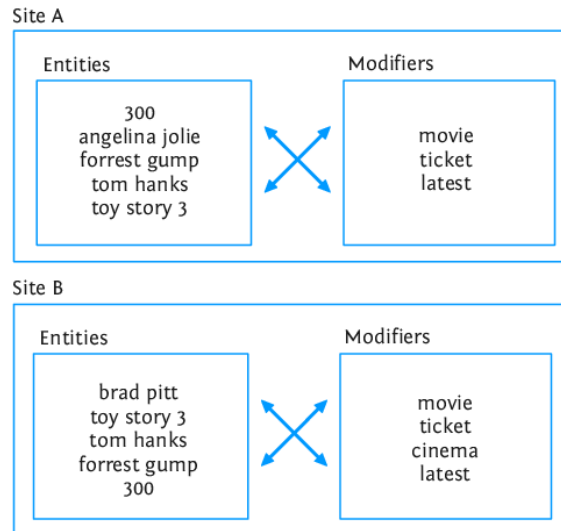 Site A
Entities
Modifiers
300
angelina jolie
forrest gump
tom hanks
toy story 3
movie
ticket
latest
Site B
Entities
Modifiers
brad pitt
toy story 3
tom hanks
forrest gump
300
movie
ticket
cinema
latest